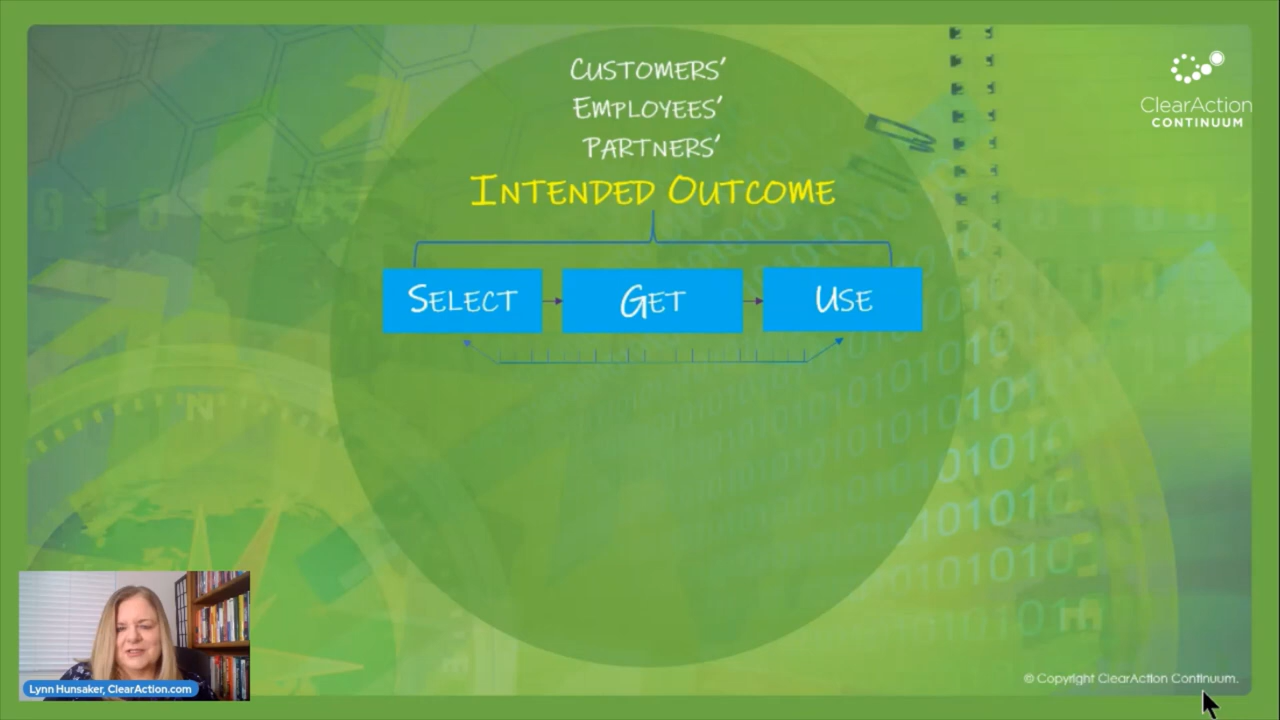 CUSTOMERS'
EMPLOYEES'
PARTNERS'
INTENDED OUTCOME
SELECT
GET
USE
ClearAction
CONTINUUM
Lynn Hunsaker, ClearAction.com
© Copyright ClearAction Continuum.